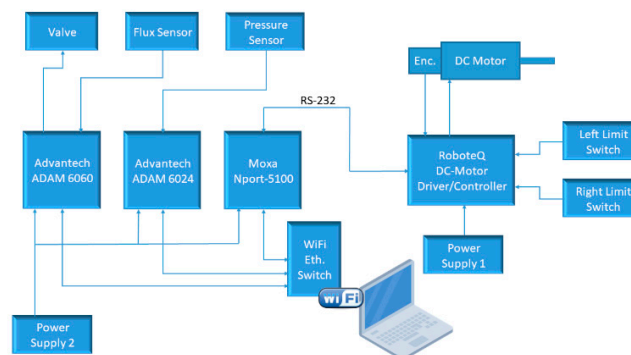 Valve
Flux Sensor
Pressure
Sensor
Enc.
DC Motor
RS-232
Advantech
ADAM 6060
Advantech
ADAM 6024
Moxa
Nport-5100
RoboteQ
DC-Motor
Driver/Controller
Left Limit
Switch
Right Limit
Switch
WiFi
Eth.
Switch
Power
Supply 1
WiFi
Power
Supply 2